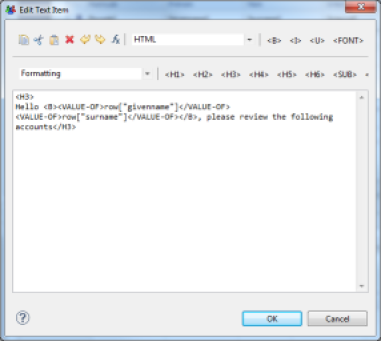 Edit Text Item
HTML
<B> <I> <U> <FONT>
Formatting
<H1> <H2> <H3> <H4> <H5> <H6> <SUB> »
<H3>
Hello <B><VALUE-OF>row["givenname"]</VALUE-OF>
<VALUE-OF>row["surname"]</VALUE-OF></B>, please review the following
accounts</H3>
OK
Cancel